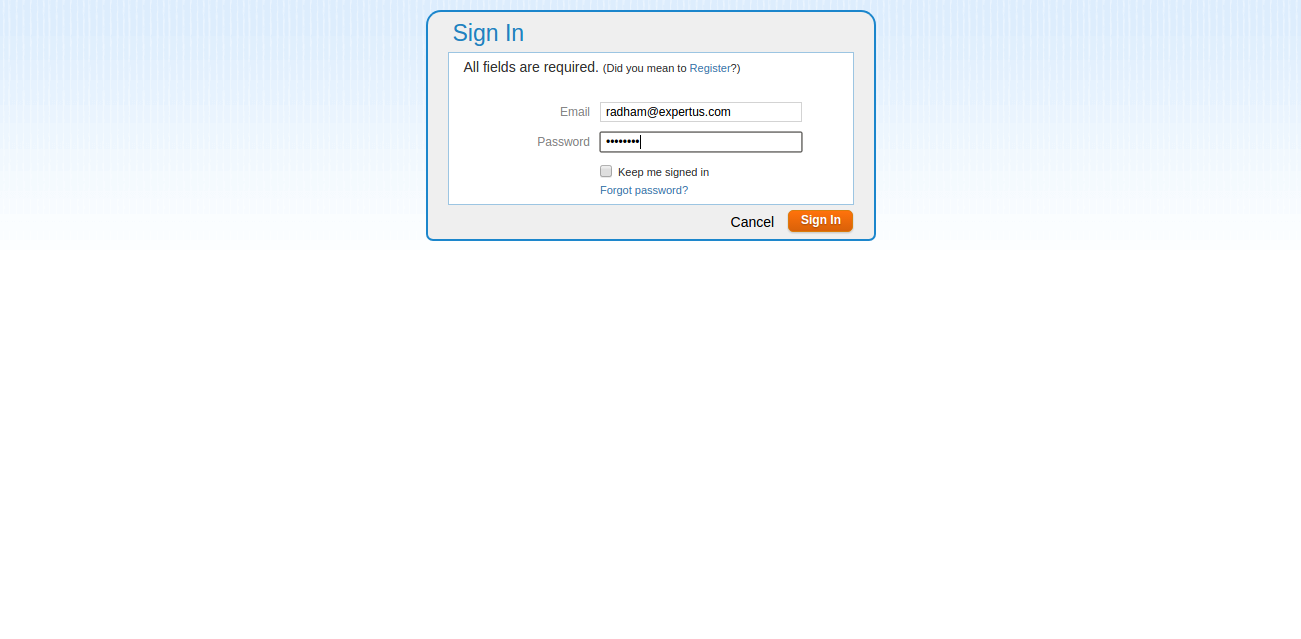 Sign In
All fields are required. (Did you mean to Register?)
Email radham@expertus.com
Password ••••••••
Keep me signed in
Forgot password?
Cancel Sign In